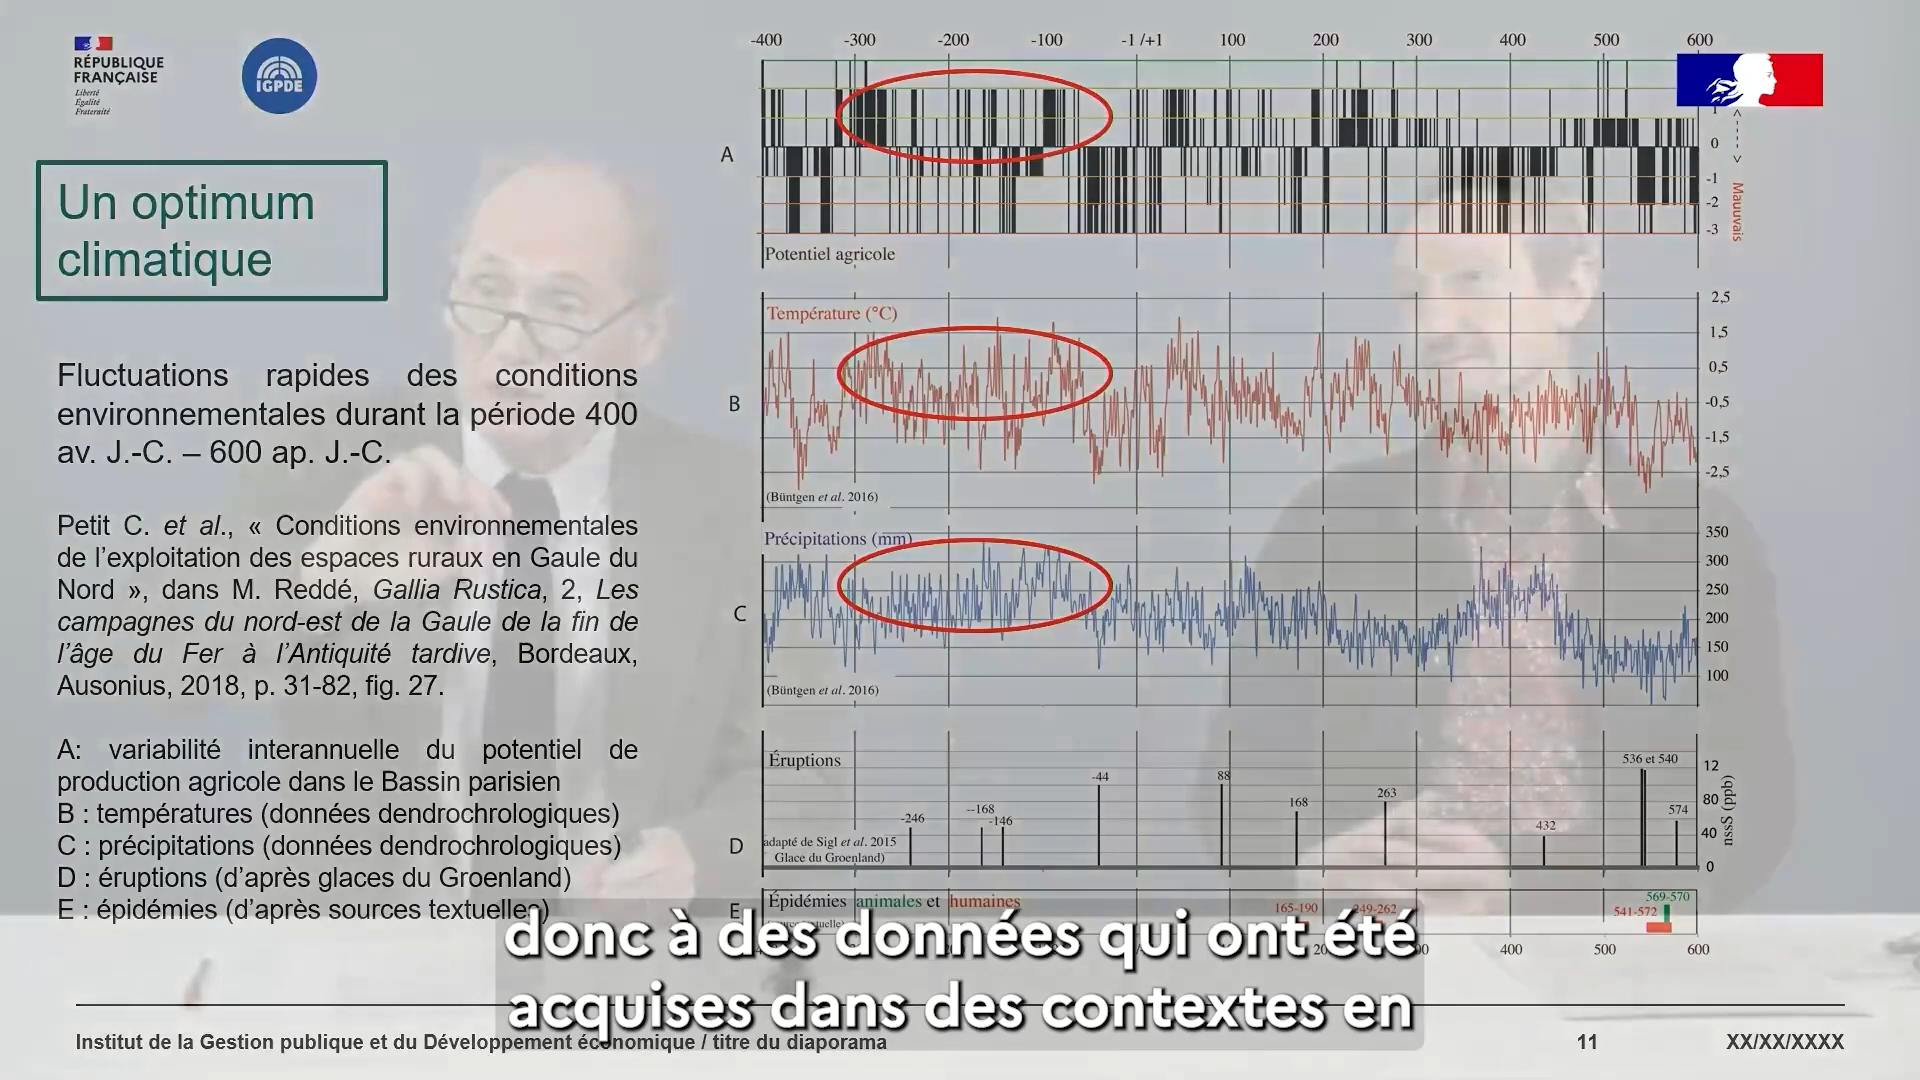 RÉPUBLIQUE
FRANÇAISE
Liberté
Égalité
Fraternité
IGPDE
Un optimum
climatique
Fluctuations rapides des conditions
environnementales durant la période 400
av. J.-C. – 600 ap. J.-C.
Petit C. et al., « Conditions environnementales
de l’exploitation des espaces ruraux en Gaule du
Nord », dans M. Reddé, Gallia Rustica, 2, Les
campagnes du nord-est de la Gaule de la fin de
l’âge du Fer à l’Antiquité tardive, Bordeaux,
Ausonius, 2018, p. 31-82, fig. 27.
A: variabilité interannuelle du potentiel de
production agricole dans le Bassin parisien
B : températures (données dendrochrologiques)
C : précipitations (données dendrochrologiques)
D : éruptions (d’après glaces du Groenland)
E : épidémies (d’après sources textuelles)
-400 -300 -200 -100 -1 /+1 100 200 300 400 500 600
A
1
0
-1
-2
-3
Mauvais
Potentiel agricole
B
Température (°C)
2,5
1,5
0,5
-0,5
-1,5
-2,5
(Büntgen et al. 2016)
C
Précipitations (mm)
350
300
250
200
150
100
(Büntgen et al. 2016)
D
Éruptions
-246 --168 -146 -44 88 168 263 432 536 et 540 574
12
80
40
0
nssS (ppb)
adapté de Sigl et al. 2015
Glace du Groenland)
E
Épidémies animales et humaines
165-190 249-262 541-572 569-570
400 500 600
donc à des données qui ont été
acquises dans des contextes en
Institut de la Gestion publique et du Développement économique / titre du diaporama
11
XX/XX/XXXX